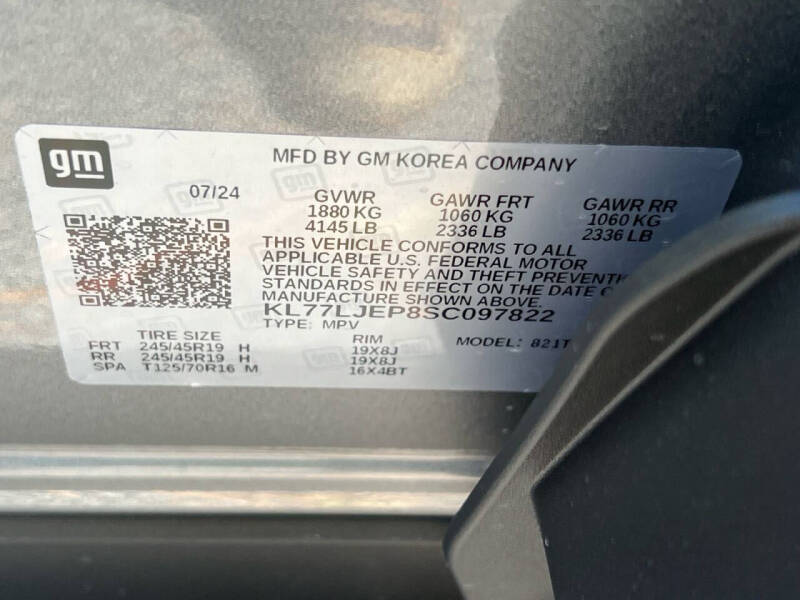 gm
MFD BY GM KOREA COMPANY
07/24 GVWR GAWR FRT GAWR RR
1880 KG 1060 KG 1060 KG
4145 LB 2336 LB 2336 LB
THIS VEHICLE CONFORMS TO ALL
APPLICABLE U.S. FEDERAL MOTOR
VEHICLE SAFETY AND THEFT PREVENTI
STANDARDS IN EFFECT ON THE DATE O
MANUFACTURE SHOWN ABOVE.
KL77LJEP8SC097822
TYPE: MPV MODEL: 821T
TIRE SIZE RIM
FRT 245/45R19 H 19X8J
RR 245/45R19 H 19X8J
SPA T125/70R16 M 16X4BT